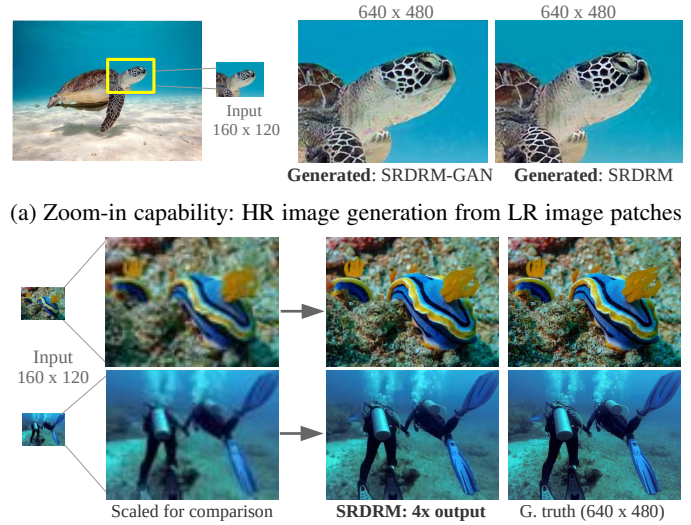 640 x 480
640 x 480
Input
160 x 120
Generated: SRDRM-GAN
Generated: SRDRM
(a) Zoom-in capability: HR image generation from LR image patches
Input
160 x 120
Scaled for comparison
SRDRM: 4x output
G. truth (640 x 480)